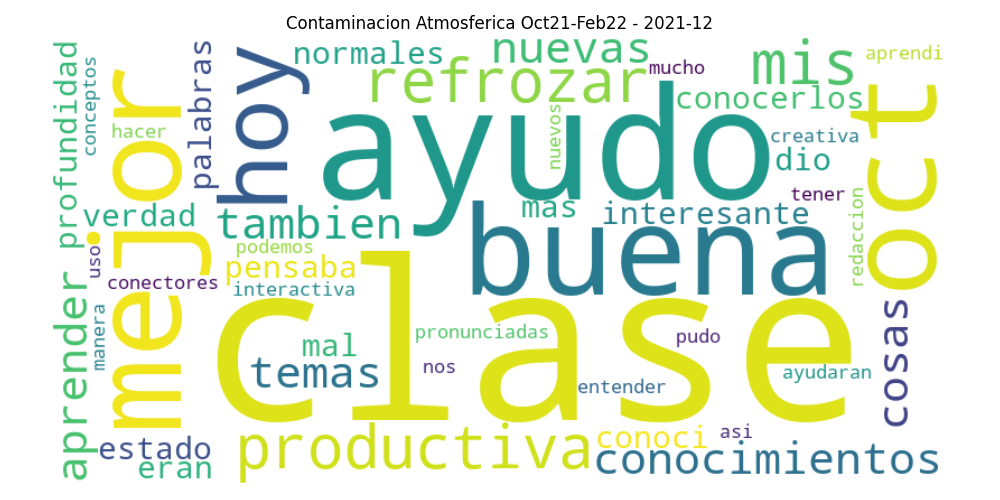 Contaminacion Atmosferica Oct21-Feb22 - 2021-12
profundidad
conceptos
hacer
mejor
palabras
hoy
normales
refrozar
nuevas
mucho
mis
aprendi
conocerlos
oct
nuevos
creativa
dio
ayudo
tener
verdad
tambien
mas
interesante
redaccion
uso
podemos
pensaba
buena
conectores
interactiva
aprender
manera
clase
cosas
pronunciadas
pudo
mal
nos
temas
entender
ayudaran
estado
eran
productiva
conoci
asi
conocimientos